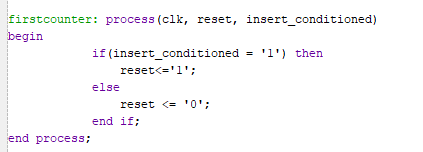 firstcounter: process(clk, reset, insert_conditioned)
begin
if(insert_conditioned = '1') then
reset<='1';
else
reset <= '0';
end if;
end process;